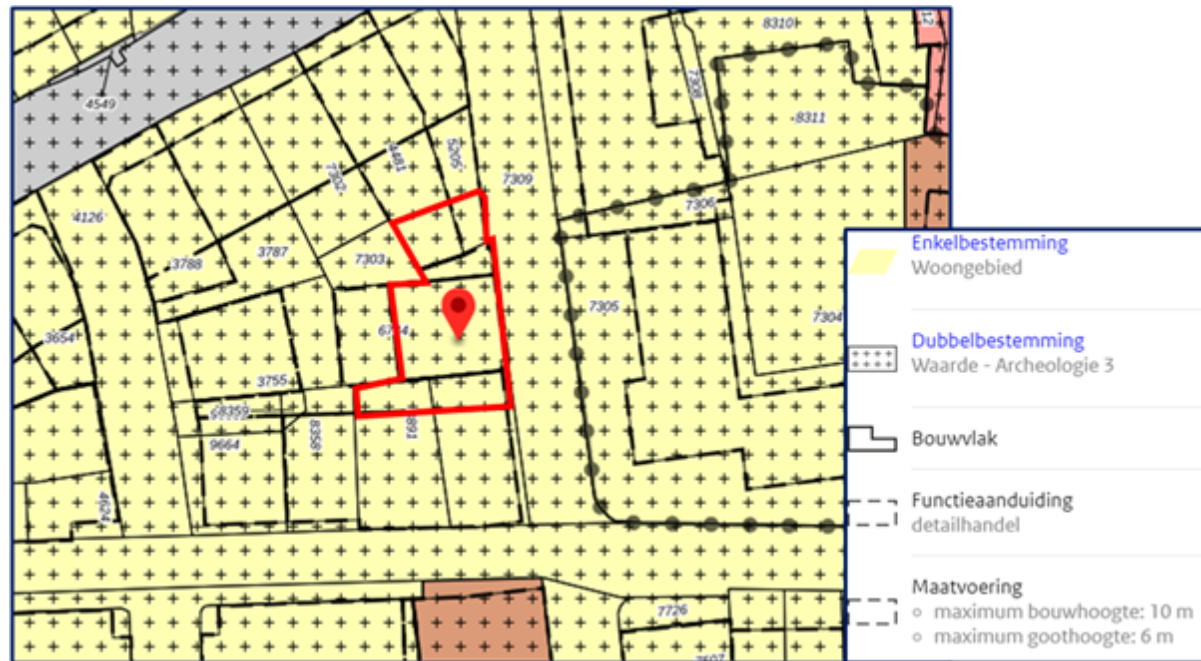 12
8310
7308
4549
8311
5205
4481
7302
7309
7306
4126
3787
7303
3788
7305
7304
3654
3755
8359
891
8358
9664
4624
7726
Enkelbestemming
Woongebied
Dubbelbestemming
Waarde - Archeologie 3
Bouwvlak
Functieaanduiding
detailhandel
Maatvoering
maximum bouwhoogte: 10 m
maximum goothoogte: 6 m